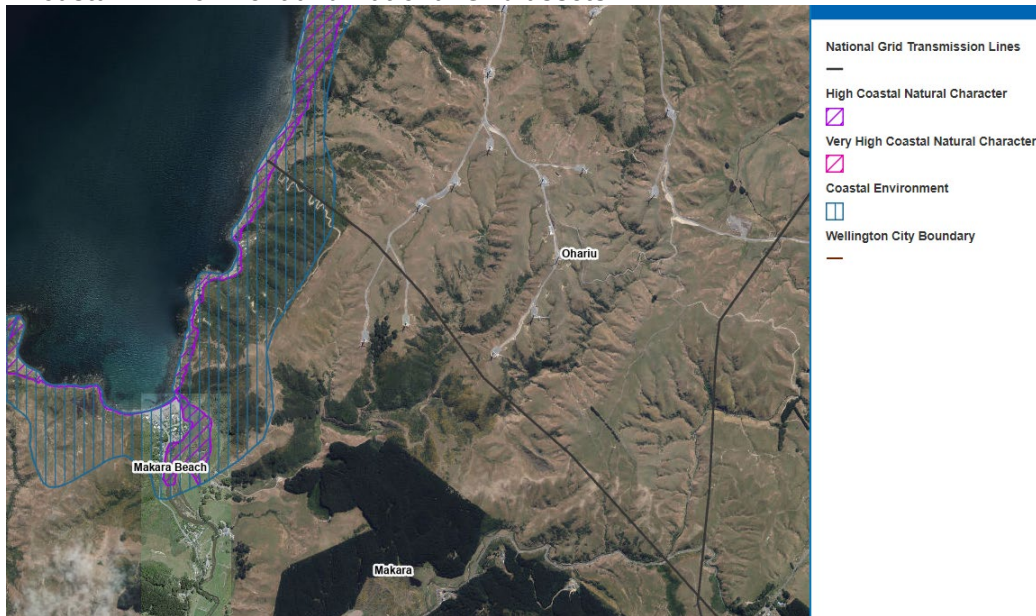 National Grid Transmission Lines
High Coastal Natural Character
Very High Coastal Natural Character
Coastal Environment
Wellington City Boundary
Ohariu
Makara Beach
Makara